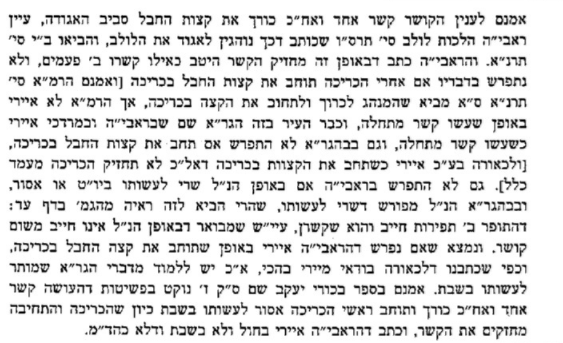 אמנם לענין הקושר קשר אחד ואח״כ כורך את קצות החבל סביב האגודה, עיין
ראבי״ה הלכות לולב סי׳ תרס״ו שכותב דכך נוהגין לאגוד את הלולב, והביאו ב״י סי׳
תרנ״א. והראבי״ה כתב דבאופן זה מחזיק הקשר היטב כאילו קשרו ב׳ פעמים, ולא
נתפרש בדבריו אם אחרי הכריכה תוחב את קצות החבל בכריכה [ואמנם הרמ״א סי׳
תרנ״א ס״א מביא שהמנהג לכרוך ולתחוב את הקצה בכריכה, אך הרמ״א לא איירי
באופן שעשו קשר מתחלה, וכבר העיר בזה הגר״א שם שבראבי״ה ובמרדכי איירי
כשעשו קשר מתחלה, וגם בבהגר״א לא התפרש אם תחב את קצות החבל בכריכה,
[ולכאורה בע״כ איירי כשתחב את הקצוות בכריכה דאל״כ לא תחזיק הכריכה מעמד
כלל]. גם לא התפרש בראבי״ה אם באופן הנ״ל שרי לעשותו ביו״ט או אסור,
ובבהגר״א הנ״ל מפורש דשרי לעשותו, שהרי הביא לזה ראיה מהגמ׳ בדף עד:
דהתופר ב׳ תפירות חייב והוא שקשרן, עיי״ש שמבואר דבאופן הנ״ל אינו חייב משום
קושר. ונמצא שאם נפרש דהראבי״ה איירי באופן שתוחב את קצה החבל בכריכה,
וכפי שכתבנו דלכאורה בודאי מיירי בהכי, א״כ יש ללמוד מדברי הגר״א שמותר
לעשותו בשבת. אמנם בספר בכורי יעקב שם ס״ק ז׳ נוקט בפשיטות דהעושה קשר
אחד ואח״כ כורך ותוחב ראשי הכריכה אסור לעשותו בשבת כיון שהכריכה והתחיבה
מחזקים את הקשר, וכתב דהראבי״ה איירי בחול ולא בשבת ודלא כהד״מ.